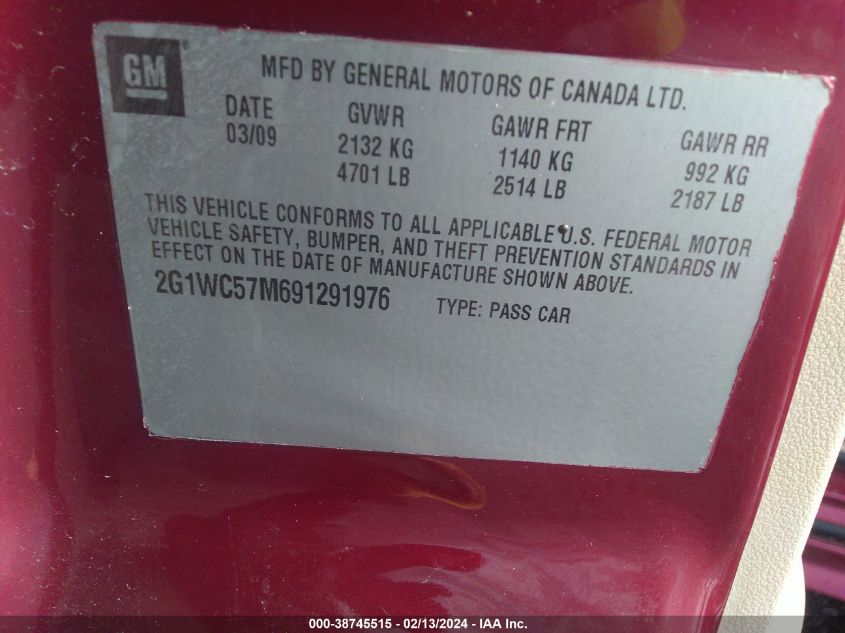 GM
MFD BY GENERAL MOTORS OF CANADA LTD.
DATE GVWR GAWR FRT GAWR RR
03/09 2132 KG 1140 KG 992 KG
4701 LB 2514 LB 2187 LB
THIS VEHICLE CONFORMS TO ALL APPLICABLE U.S. FEDERAL MOTOR
VEHICLE SAFETY, BUMPER, AND THEFT PREVENTION STANDARDS IN
EFFECT ON THE DATE OF MANUFACTURE SHOWN ABOVE.
2G1WC57M691291976 TYPE: PASS CAR
000-38745515 - 02/13/2024 - IAA Inc.